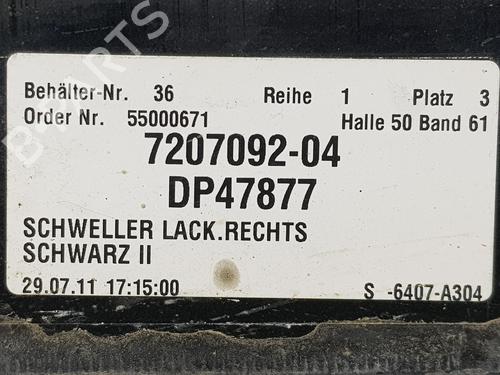 B-PARTS
Behälter-Nr. 36 Reihe 1 Platz 3
Order Nr. 55000671 Halle 50 Band 61
7207092-04
DP47877
SCHWELLER LACK.RECHTS
SCHWARZ II
29.07.11 17:15:00 S -6407-A304